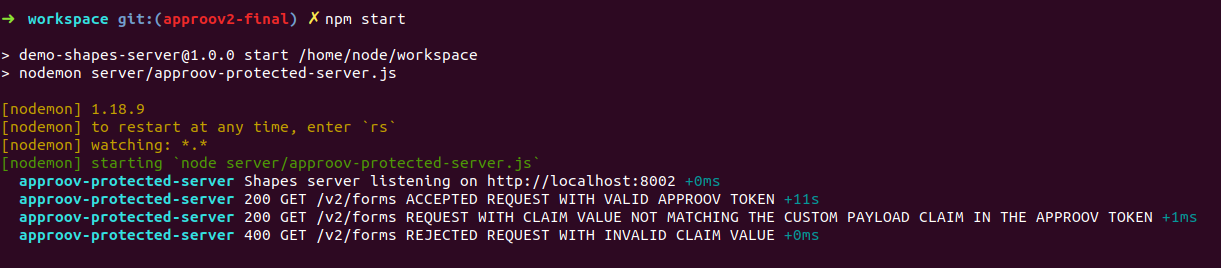 ➜ workspace git:(approov2-final) ✗ npm start
> demo-shapes-server@1.0.0 start /home/node/workspace
> nodemon server/approov-protected-server.js
[nodemon] 1.18.9
[nodemon] to restart at any time, enter `rs`
[nodemon] watching: *.*
[nodemon] starting `node server/approov-protected-server.js`
approov-protected-server Shapes server listening on http://localhost:8002 +0ms
approov-protected-server 200 GET /v2/forms ACCEPTED REQUEST WITH VALID APPROOV TOKEN +11s
approov-protected-server 200 GET /v2/forms REQUEST WITH CLAIM VALUE NOT MATCHING THE CUSTOM PAYLOAD CLAIM IN THE APPROOV TOKEN +1ms
approov-protected-server 400 GET /v2/forms REJECTED REQUEST WITH INVALID CLAIM VALUE +0ms